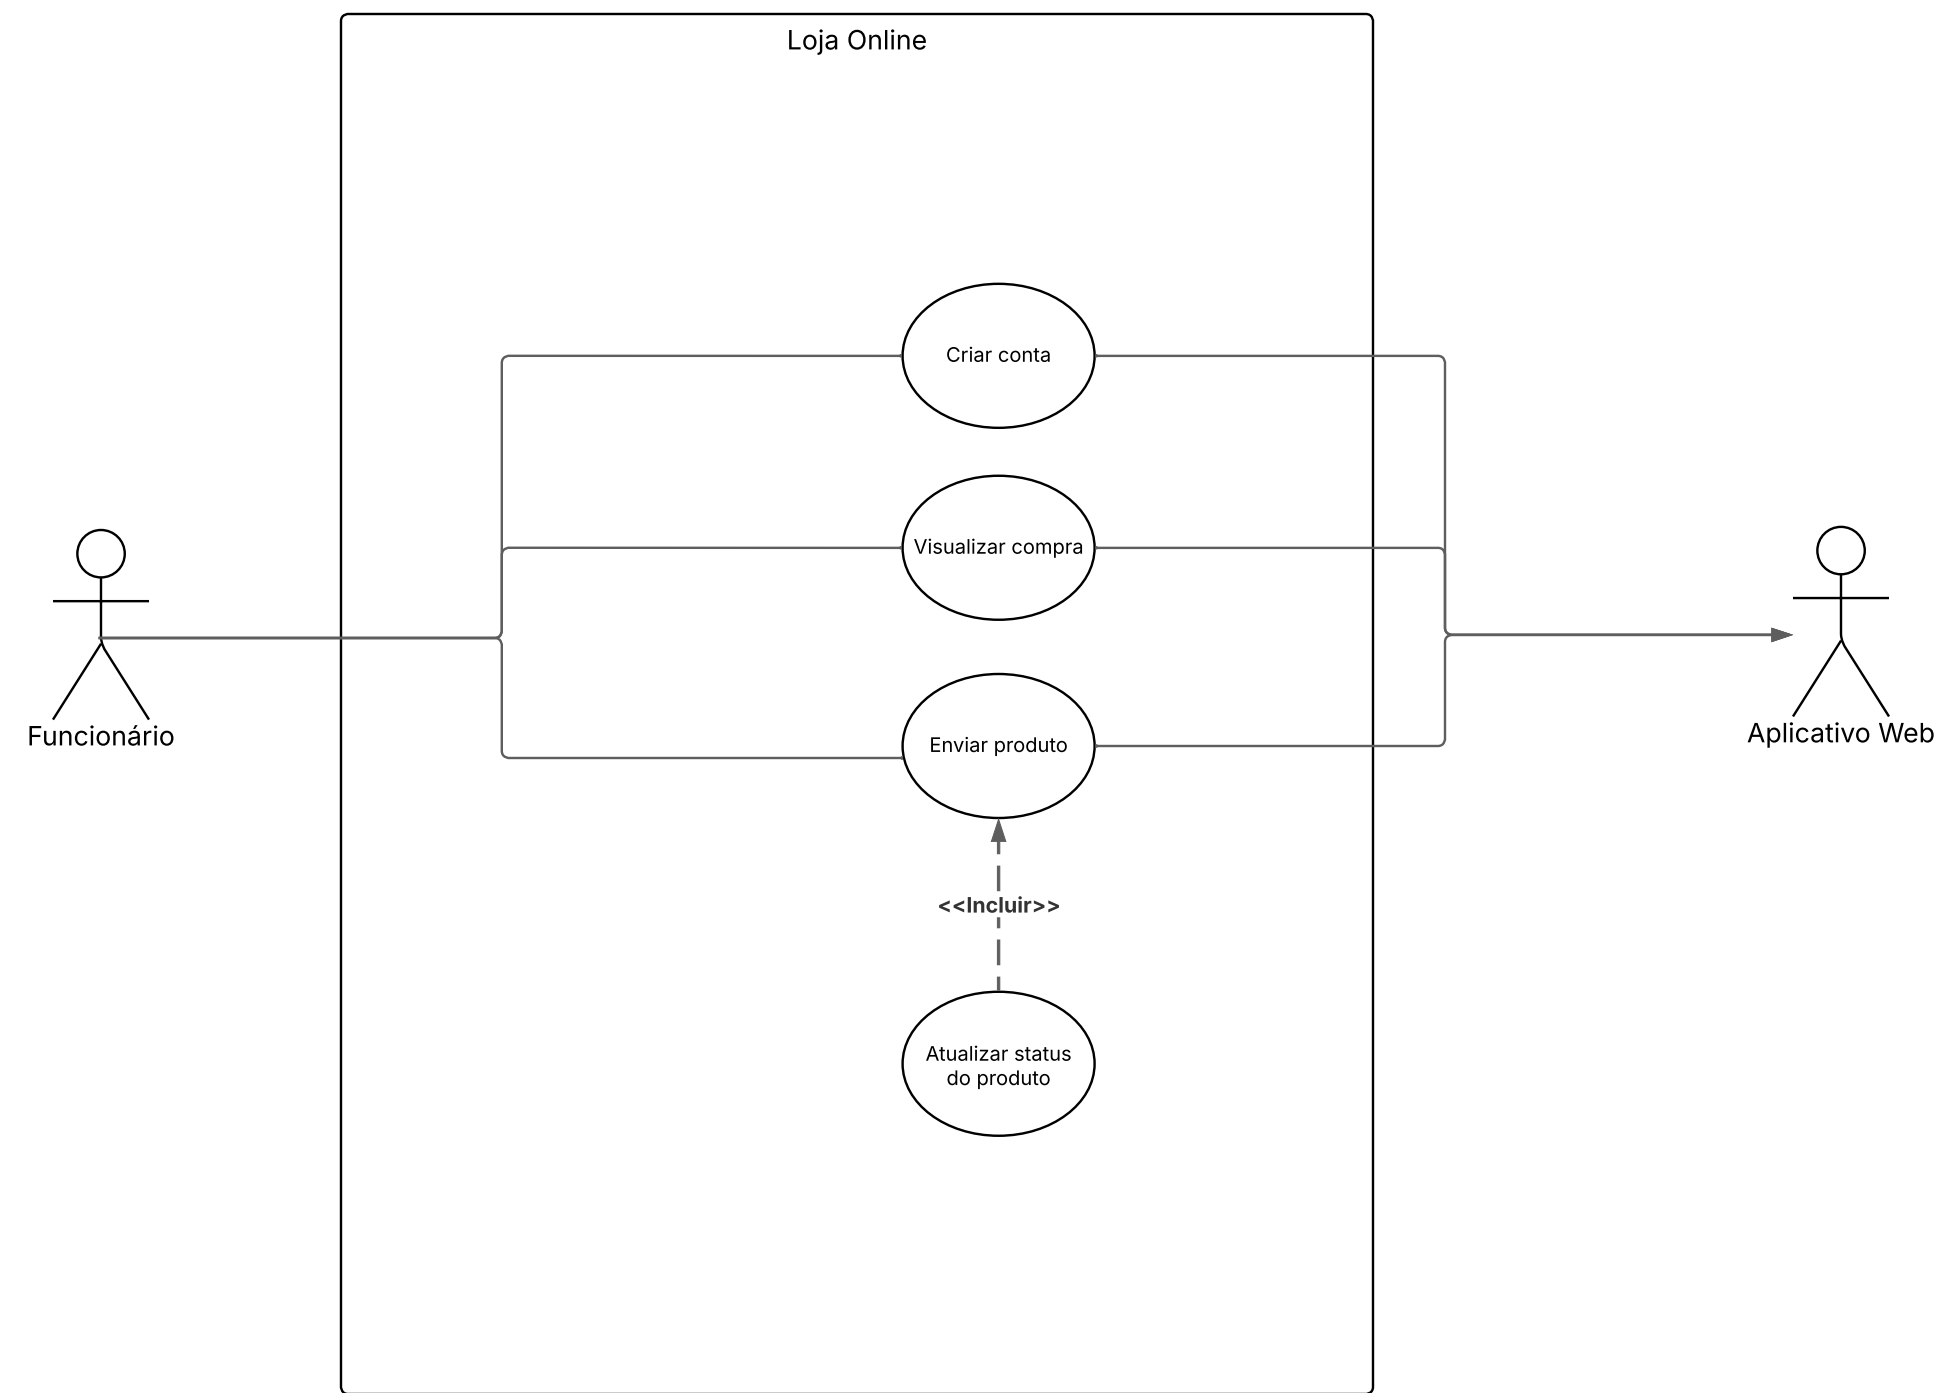 Loja Online
Criar conta
Visualizar compra
Funcionário
Enviar produto
Aplicativo Web
<<Incluir>>
Atualizar status
do produto